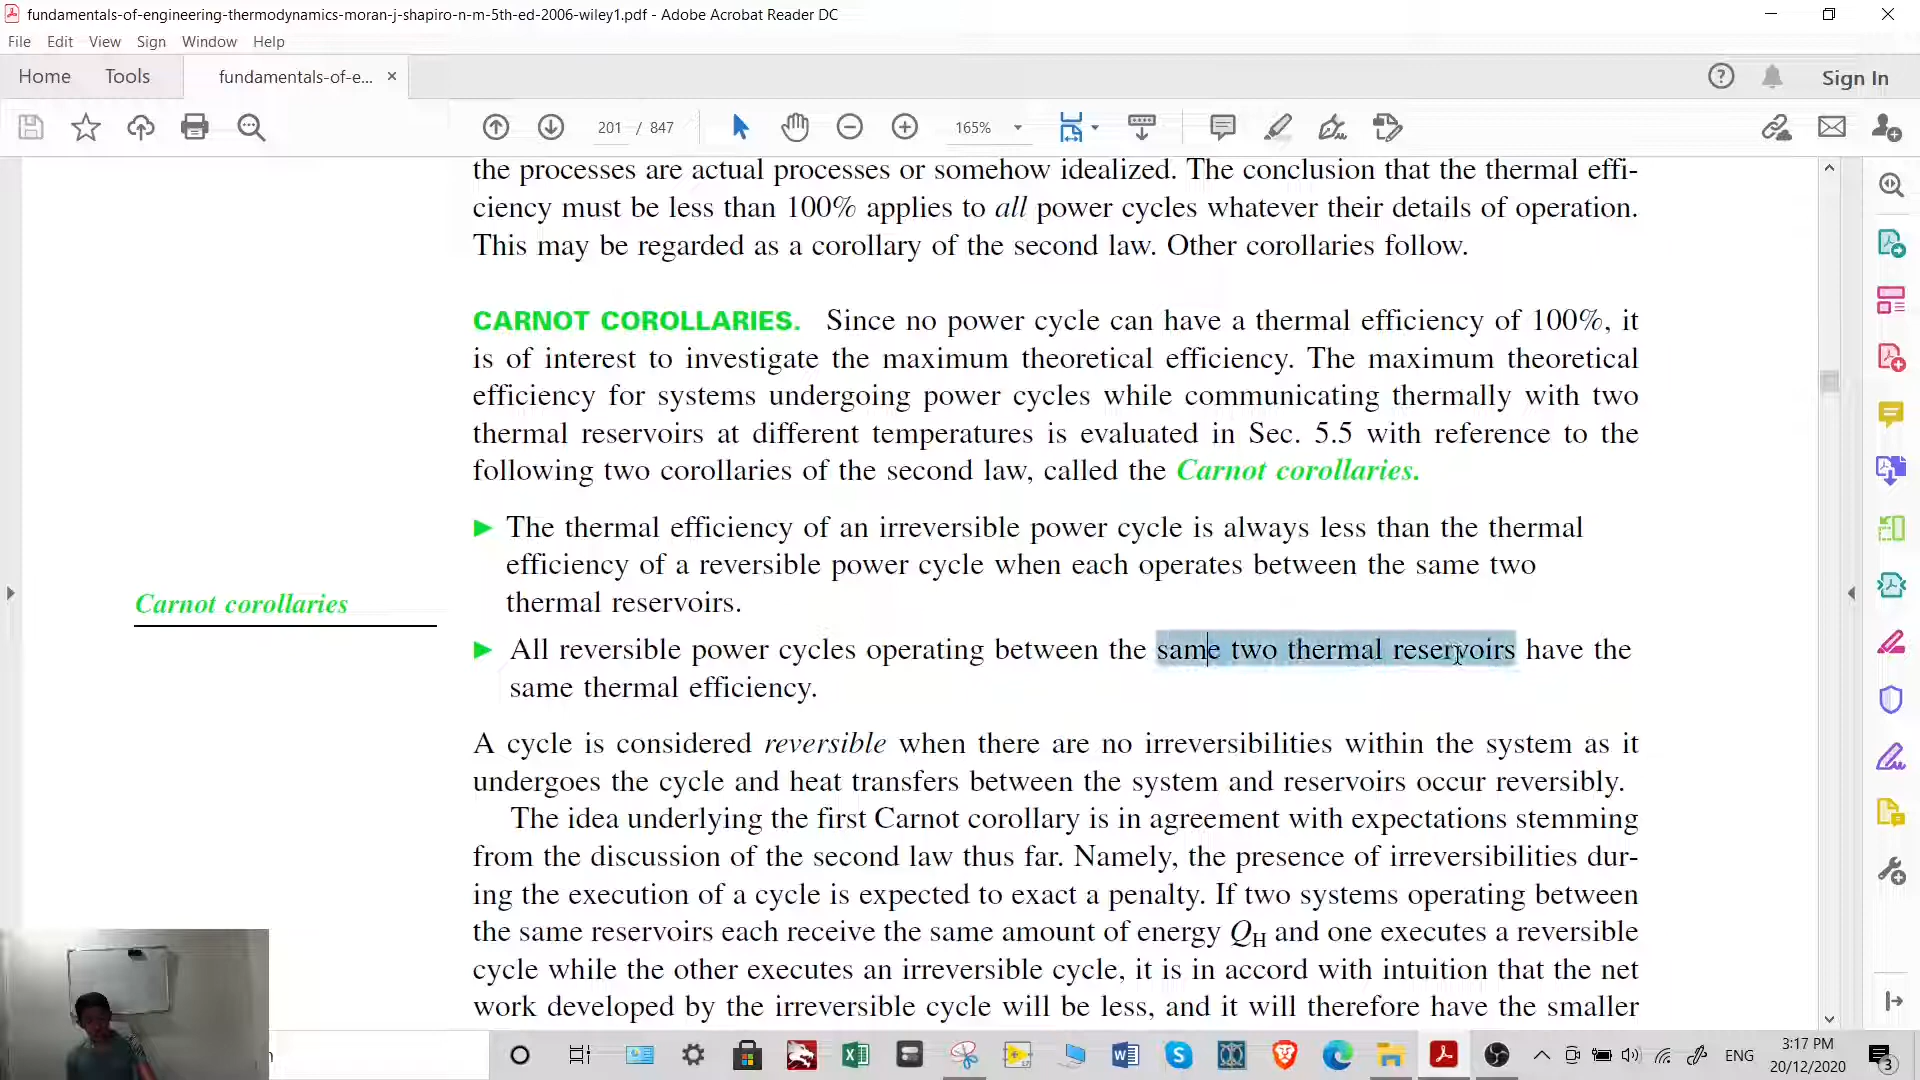 fundamentals-of-engineering-thermodynamics-moran-j-shapiro-n-m-5th-ed-2006-wiley1.pdf - Adobe Acrobat Reader DC
File Edit View Sign Window Help
Home Tools fundamentals-of-e... × Sign In
201 / 847 165%
the processes are actual processes or somehow idealized. The conclusion that the thermal effi-
ciency must be less than 100% applies to all power cycles whatever their details of operation.
This may be regarded as a corollary of the second law. Other corollaries follow.
CARNOT COROLLARIES. Since no power cycle can have a thermal efficiency of 100%, it
is of interest to investigate the maximum theoretical efficiency. The maximum theoretical
efficiency for systems undergoing power cycles while communicating thermally with two
thermal reservoirs at different temperatures is evaluated in Sec. 5.5 with reference to the
following two corollaries of the second law, called the Carnot corollaries.
► The thermal efficiency of an irreversible power cycle is always less than the thermal
efficiency of a reversible power cycle when each operates between the same two
thermal reservoirs.
Carnot corollaries
► All reversible power cycles operating between the same two thermal reservoirs have the
same thermal efficiency.
A cycle is considered reversible when there are no irreversibilities within the system as it
undergoes the cycle and heat transfers between the system and reservoirs occur reversibly.
The idea underlying the first Carnot corollary is in agreement with expectations stemming
from the discussion of the second law thus far. Namely, the presence of irreversibilities dur-
ing the execution of a cycle is expected to exact a penalty. If two systems operating between
the same reservoirs each receive the same amount of energy QH and one executes a reversible
cycle while the other executes an irreversible cycle, it is in accord with intuition that the net
work developed by the irreversible cycle will be less, and it will therefore have the smaller
ENG
3:17 PM
20/12/2020
3